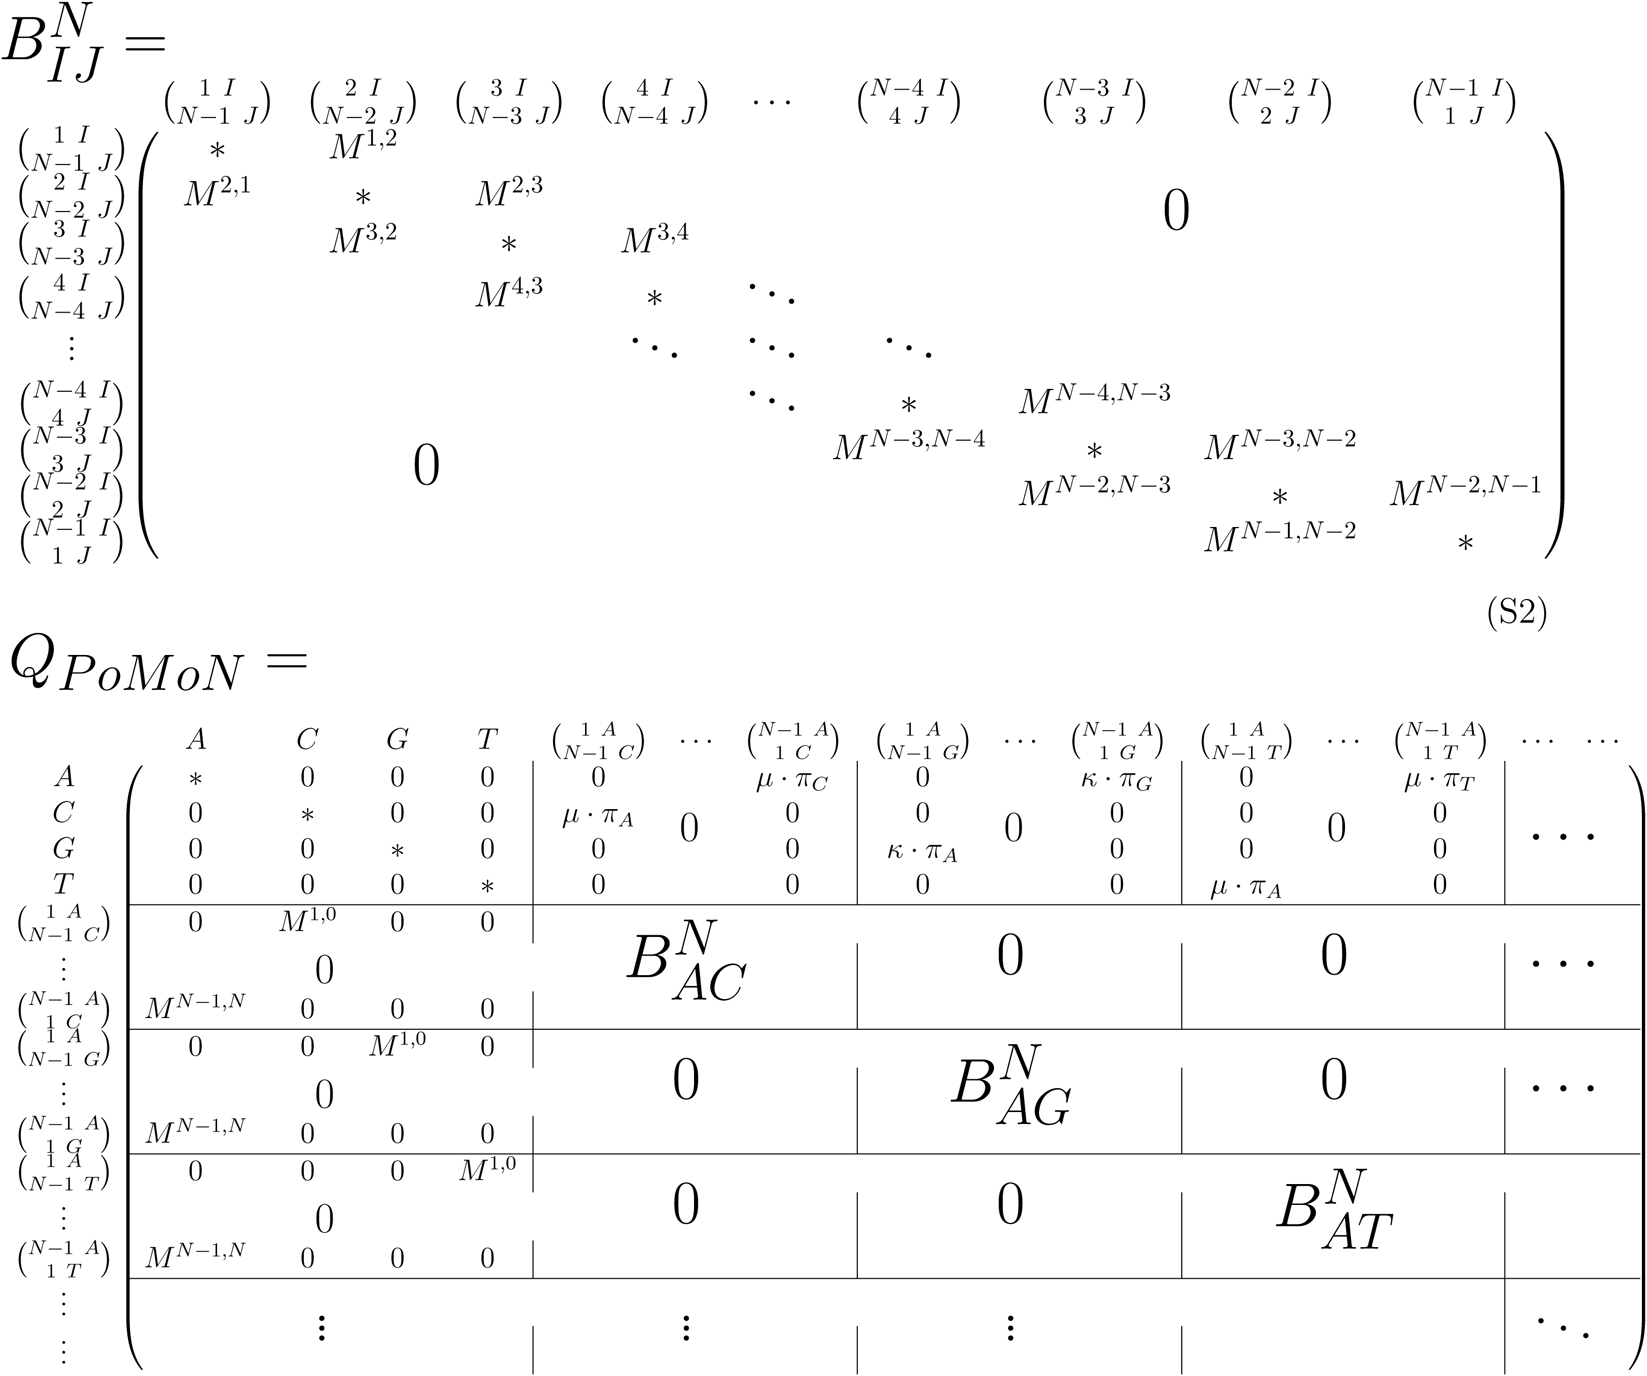 B^N_{IJ} =
(1 I / N−1 J) (2 I / N−2 J) (3 I / N−3 J) (4 I / N−4 J) ⋯ (N−4 I / 4 J) (N−3 I / 3 J) (N−2 I / 2 J) (N−1 I / 1 J)
(1 I / N−1 J) ∗ M^{1,2}
(2 I / N−2 J) M^{2,1} ∗ M^{2,3} 0
(3 I / N−3 J) M^{3,2} ∗ M^{3,4}
(4 I / N−4 J) M^{4,3} ∗ ⋱
⋮ ⋱ ⋱ ⋱
(N−4 I / 4 J) ⋱ ∗ M^{N−4,N−3}
(N−3 I / 3 J) 0 M^{N−3,N−4} ∗ M^{N−3,N−2}
(N−2 I / 2 J) M^{N−2,N−3} ∗ M^{N−2,N−1}
(N−1 I / 1 J) M^{N−1,N−2} ∗
(S2)
Q_{PoMoN} =
A C G T (1 A / N−1 C) ⋯ (N−1 A / 1 C) (1 A / N−1 G) ⋯ (N−1 A / 1 G) (1 A / N−1 T) ⋯ (N−1 A / 1 T) ⋯ ⋯
A ∗ 0 0 0 0 μ·π_C 0 κ·π_G 0 μ·π_T
C 0 ∗ 0 0 μ·π_A 0 0 0 0 0 0 0 0 ⋯
G 0 0 ∗ 0 0 0 κ·π_A 0 0 0
T 0 0 0 ∗ 0 0 0 0 μ·π_A 0
(1 A / N−1 C) 0 M^{1,0} 0 0
⋮ 0 B^N_{AC} 0 0 ⋯
(N−1 A / 1 C) M^{N−1,N} 0 0 0
(1 A / N−1 G) 0 0 M^{1,0} 0
⋮ 0 0 B^N_{AG} 0 ⋯
(N−1 A / 1 G) M^{N−1,N} 0 0 0
(1 A / N−1 T) 0 0 0 M^{1,0}
⋮ 0 0 0 B^N_{AT}
(N−1 A / 1 T) M^{N−1,N} 0 0 0
⋮ ⋮ ⋮ ⋮ ⋱
⋮